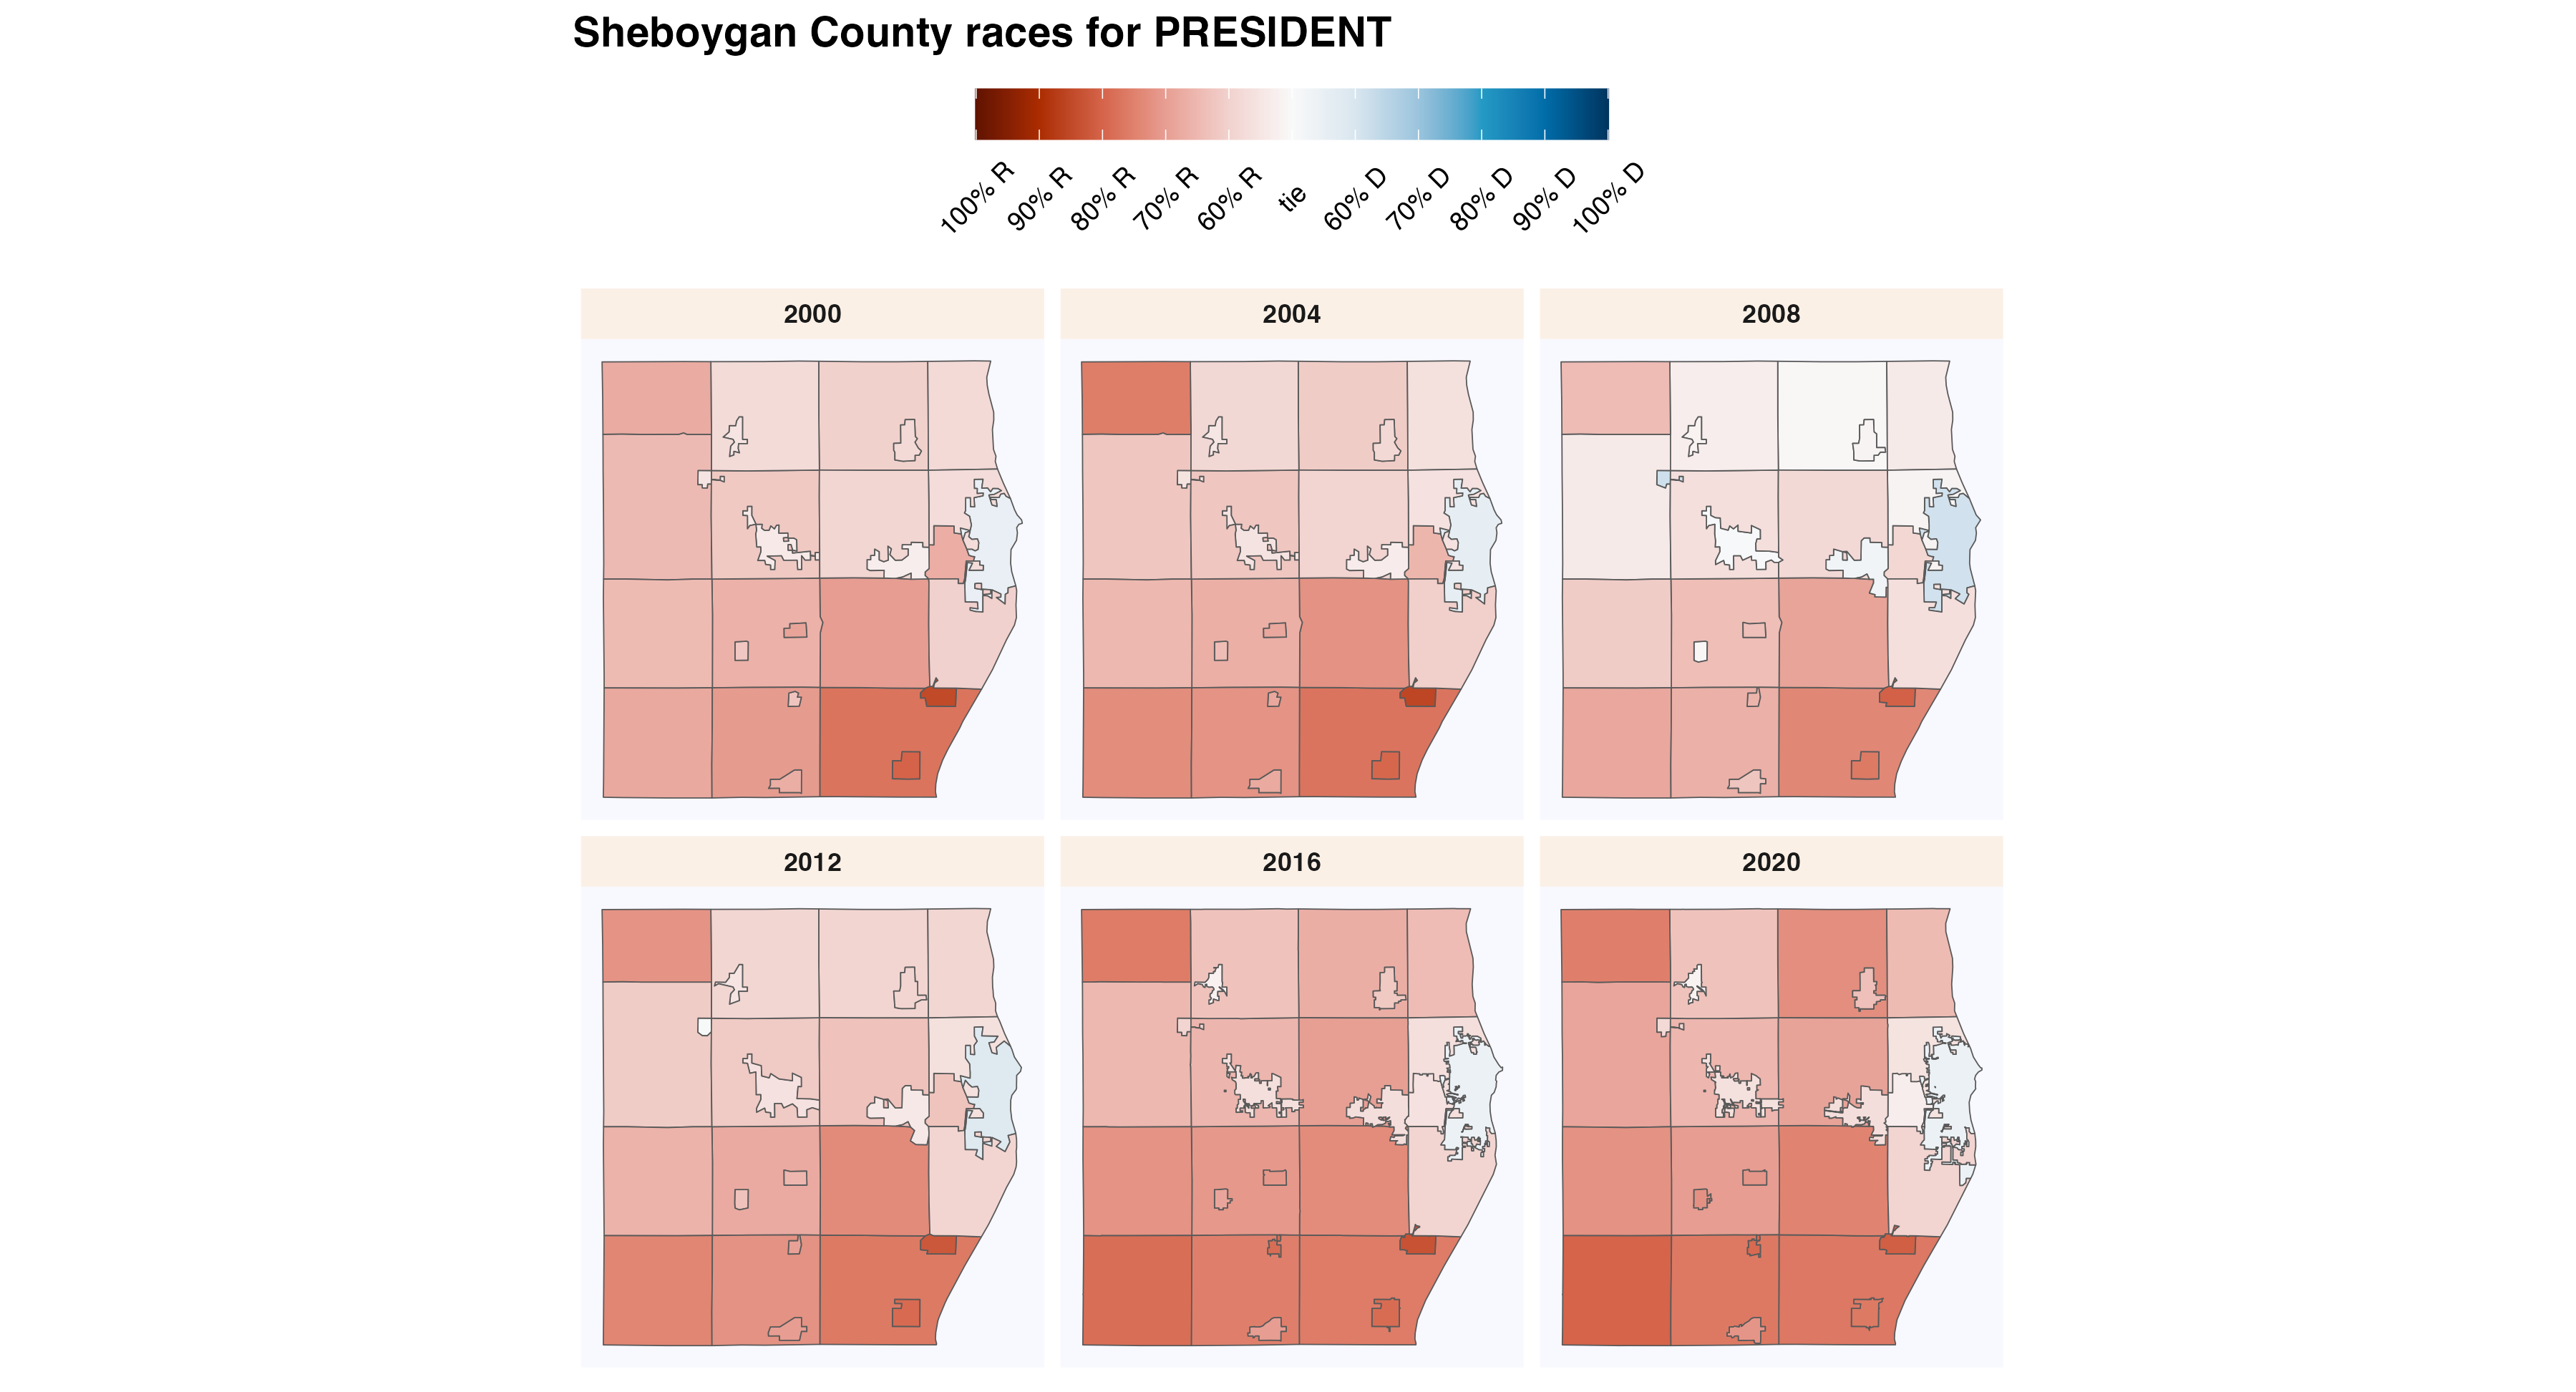 Sheboygan County races for PRESIDENT
100% R
90% R
80% R
70% R
60% R
tie
60% D
70% D
80% D
90% D
100% D
2000
2004
2008
2012
2016
2020